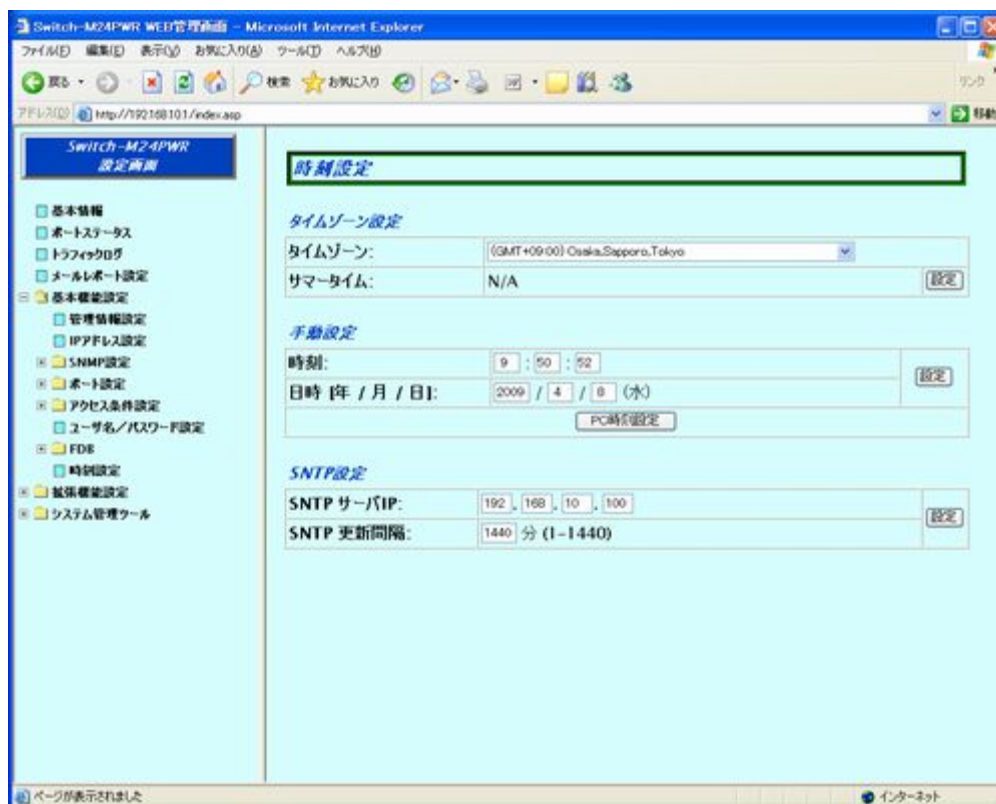 Switch-M24PWR WEB管理画面 - Microsoft Internet Explorer
ファイル(F) 編集(E) 表示(V) お気に入り(A) ツール(T) ヘルプ(H)
戻る 検索 お気に入り リンク
アドレス(D) http://192.168.10.1/index.asp 移動
Switch-M24PWR
設定画面
基本情報
ポートステータス
トラフィックログ
メールレポート設定
基本機能設定
管理情報設定
IPアドレス設定
SNMP設定
ポート設定
アクセス条件設定
ユーザ名/パスワード設定
FDB
時刻設定
拡張機能設定
システム管理ツール
時刻設定
タイムゾーン設定
タイムゾーン: (GMT+09:00) Osaka,Sapporo,Tokyo
サマータイム: N/A 設定
手動設定
時刻: 9 : 50 : 52
設定
日時 [年 / 月 / 日]: 2009 / 4 / 8 (水)
PC時刻設定
SNTP設定
SNTP サーバIP: 192 . 168 . 10 . 100
設定
SNTP 更新間隔: 1440 分 (1-1440)
ページが表示されました インターネット